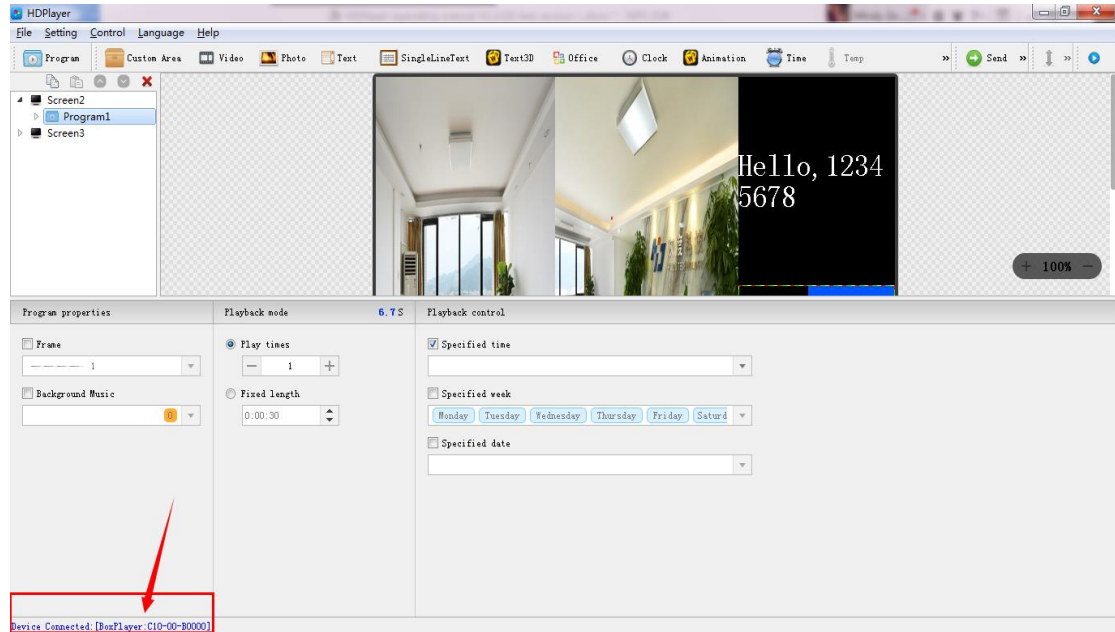 HDPlayer
File Setting Control Language Help
Program Custom Area Video Photo Text SingleLineText Text3D Office Clock Animation Time Temp » Send » »
Screen2
Program1
Screen3
Hello, 1234
5678
+ 100% −
Program properties Playback mode 6.7S Playback control
Frame Play times Specified time
1 − 1 +
Background Music Fixed length Specified week
0 0:00:30 Monday Tuesday Wednesday Thursday Friday Saturd
Specified date
Device Connected:[BoxPlayer:C10-00-B0000]